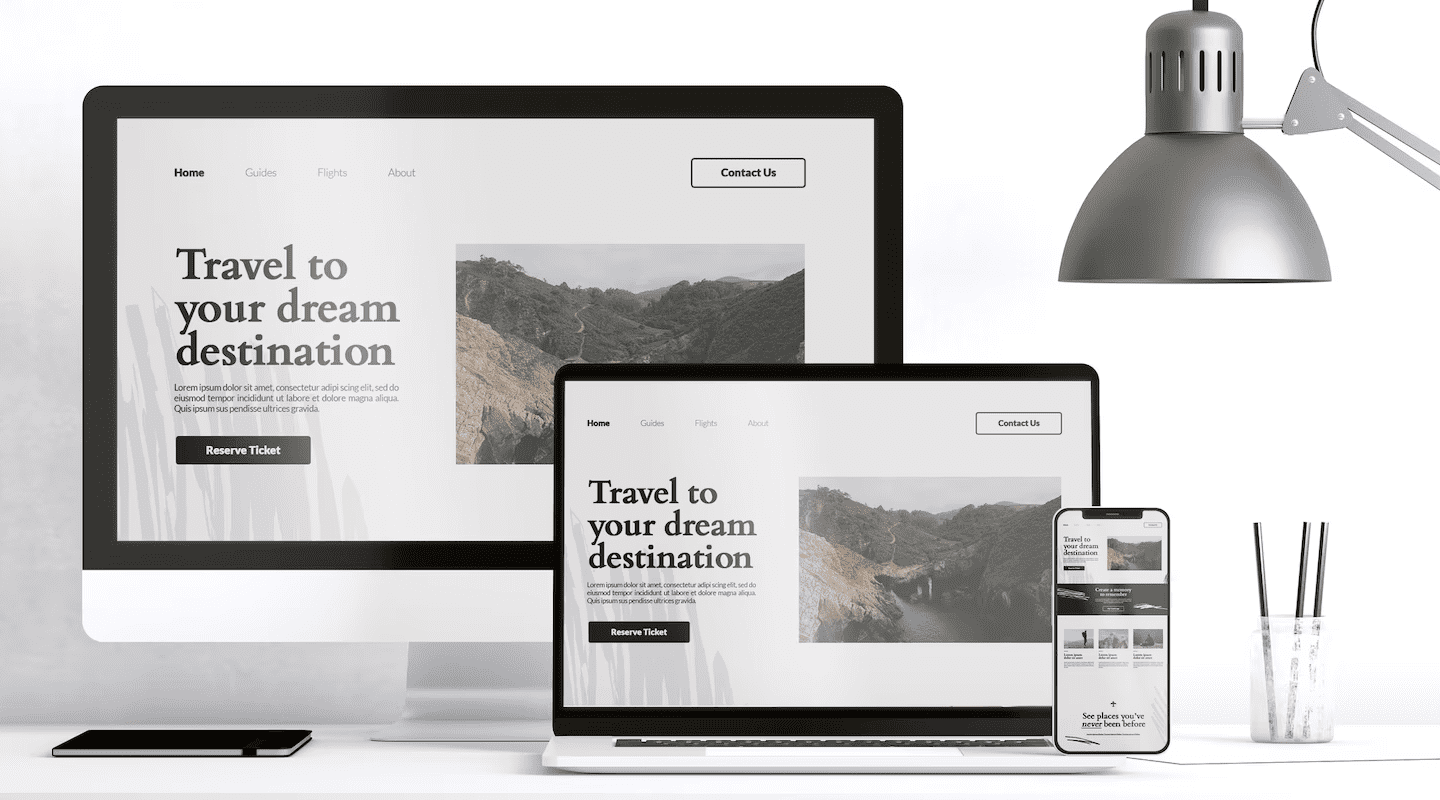 Home Guides Flights About Contact Us
Travel to
your dream
destination
Lorem ipsum dolor sit amet, consectetur adipi scing elit, sed do
eiusmod tempor incididunt ut labore et dolore magna aliqua.
Quis ipsum sus pendisse ultrices gravida.
Reserve Ticket
Home Guides Flights About Contact Us
Travel to
your dream
destination
Lorem ipsum dolor sit amet, consectetur adipi scing elit, sed do
eiusmod tempor incididunt ut labore et dolore magna aliqua.
Quis ipsum sus pendisse ultrices gravida.
Reserve Ticket
Travel to
your dream
destination
Create a memory
to remember
See places you've
never been before